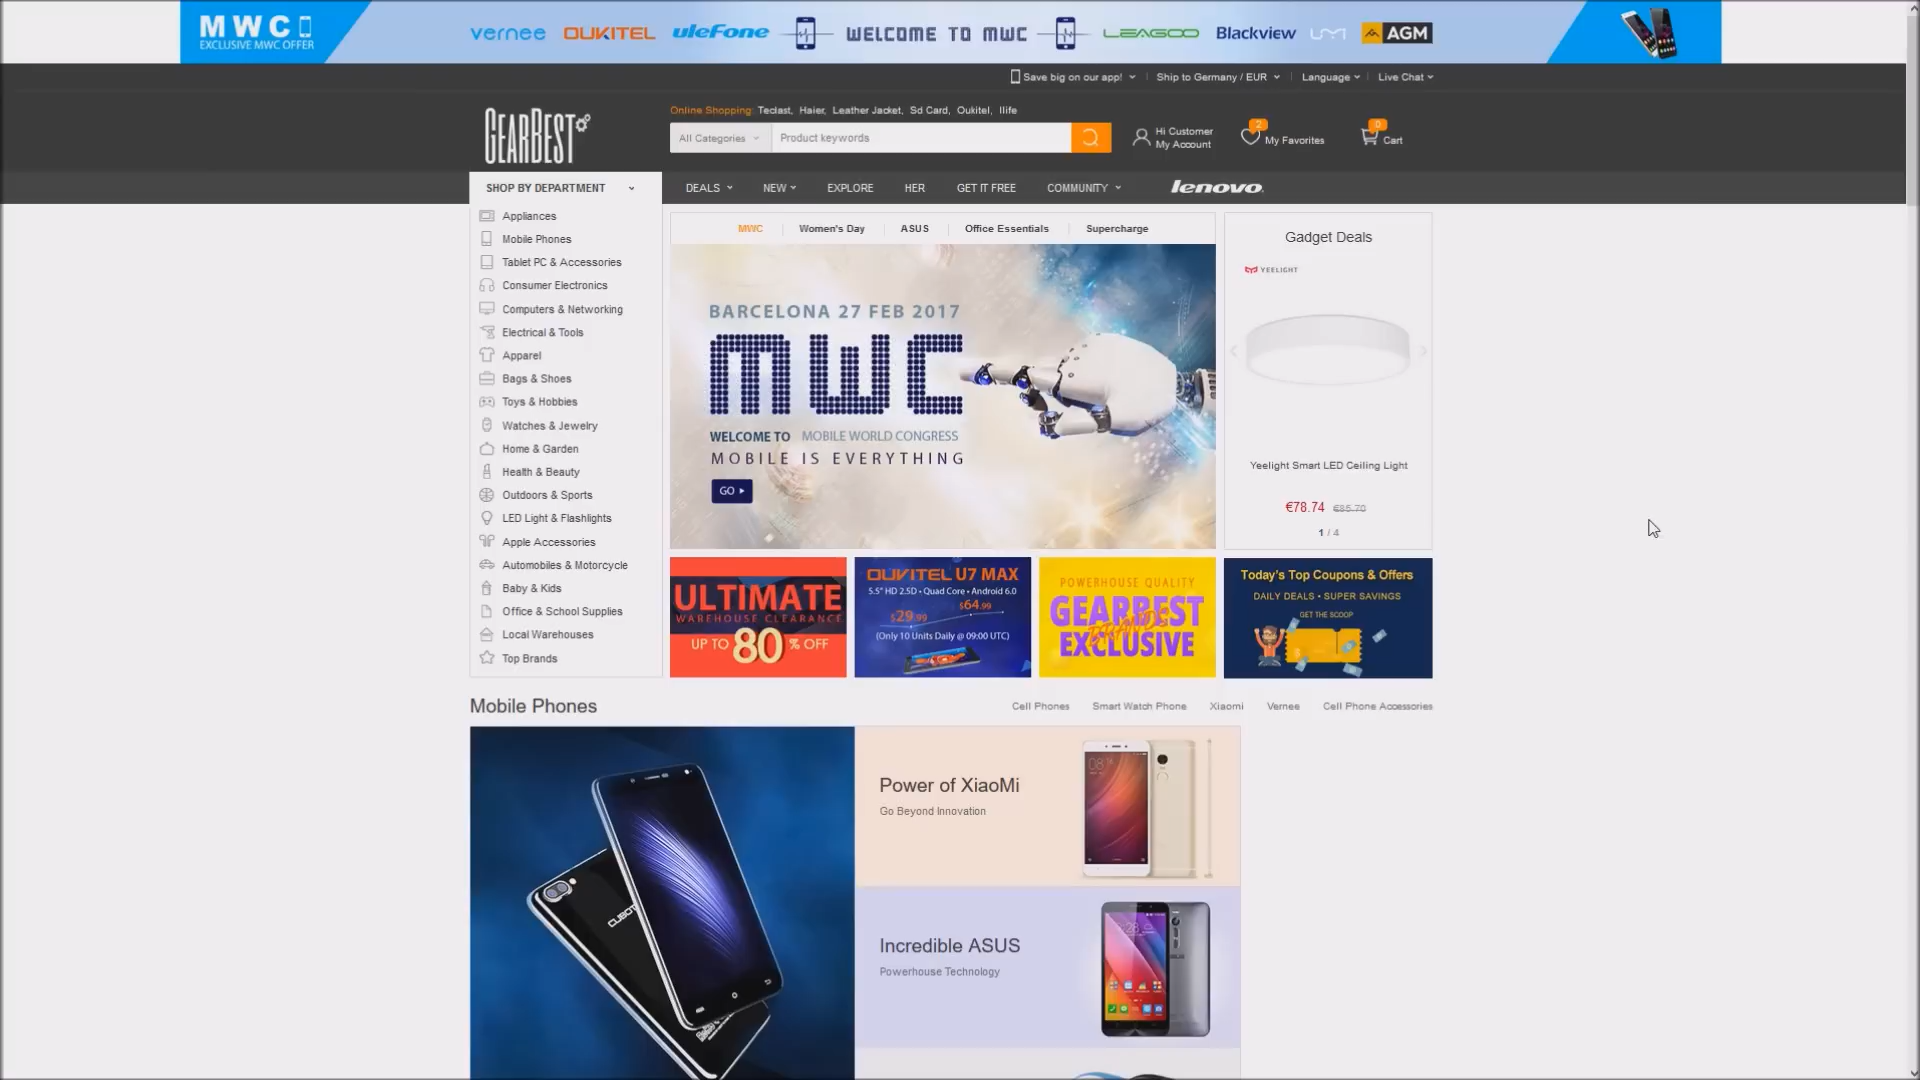 MWC
EXCLUSIVE MWC OFFER
vernee OUKITEL uleFone WELCOME TO MWC LEAGOO Blackview UMI AGM
Save big on our app! Ship to Germany / EUR Language Live Chat
Online Shopping: Teclast, Haier, Leather Jacket, Sd Card, Oukitel, Ilife
GEARBEST
All Categories Product keywords
Hi Customer
My Account
2
My Favorites
0
Cart
SHOP BY DEPARTMENT DEALS NEW EXPLORE HER GET IT FREE COMMUNITY lenovo
Appliances
Mobile Phones
Tablet PC & Accessories
Consumer Electronics
Computers & Networking
Electrical & Tools
Apparel
Bags & Shoes
Toys & Hobbies
Watches & Jewelry
Home & Garden
Health & Beauty
Outdoors & Sports
LED Light & Flashlights
Apple Accessories
Automobiles & Motorcycle
Baby & Kids
Office & School Supplies
Local Warehouses
Top Brands
MWC Women's Day ASUS Office Essentials Supercharge
BARCELONA 27 FEB 2017
MWC
WELCOME TO MOBILE WORLD CONGRESS
MOBILE IS EVERYTHING
GO
Gadget Deals
YEELIGHT
Yeelight Smart LED Ceiling Light
€78.74 €85.70
1 / 4
ULTIMATE
WAREHOUSE CLEARANCE
UP TO 80 % OFF
OUKITEL U7 MAX
5.5" HD 2.5D • Quad Core • Android 6.0
$29.99 $64.99
(Only 10 Units Daily @ 09:00 UTC)
POWERHOUSE QUALITY
GEARBEST
BRANDS
EXCLUSIVE
Today's Top Coupons & Offers
DAILY DEALS • SUPER SAVINGS
GET THE SCOOP
Mobile Phones
Cell Phones Smart Watch Phone Xiaomi Vernee Cell Phone Accessories
CUBOT
Power of XiaoMi
Go Beyond Innovation
Incredible ASUS
Powerhouse Technology